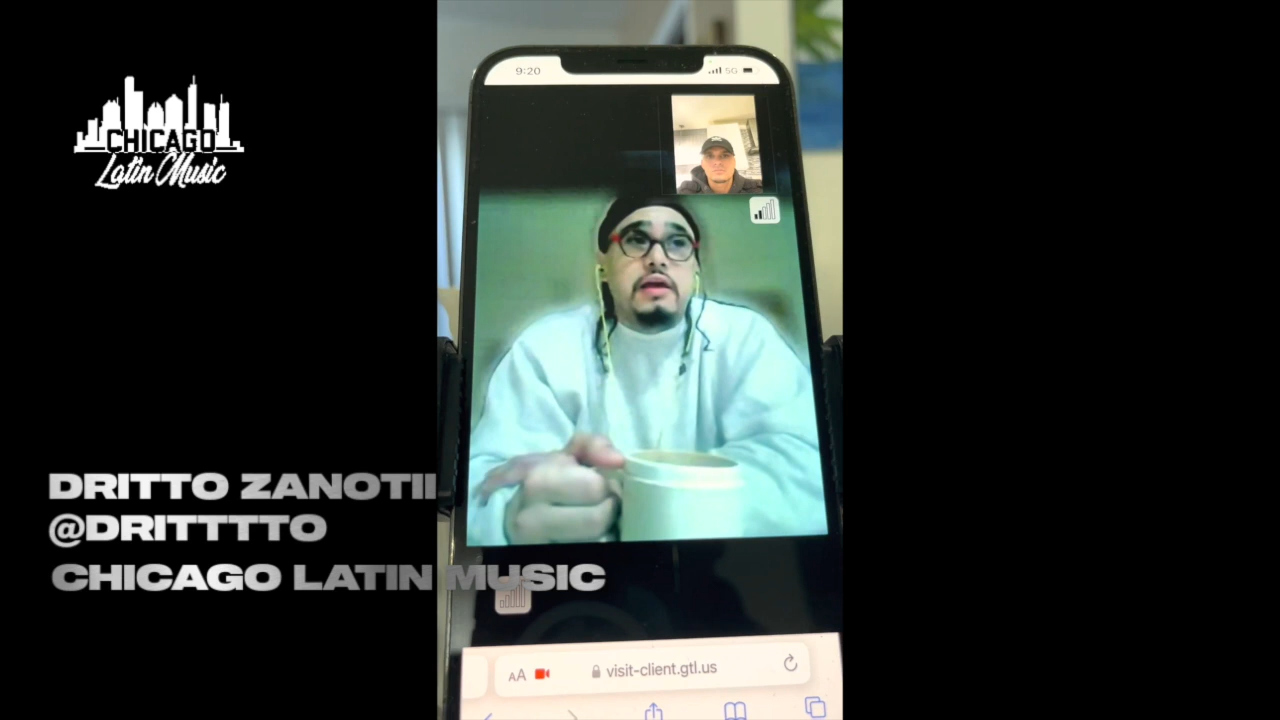 CHICAGO
Latin Music
9:20
5G
DRITTO ZANOTII
@DRITTTTO
CHICAGO LATIN MUSIC
AA
visit-client.gtl.us